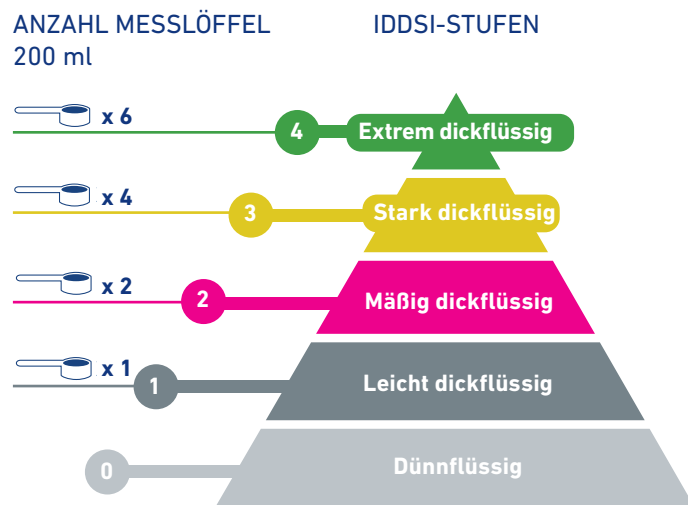 ANZAHL MESSLÖFFEL
200 ml
IDDSI-STUFEN
x 6
4
Extrem dickflüssig
x 4
3
Stark dickflüssig
x 2
2
Mäßig dickflüssig
x 1
1
Leicht dickflüssig
0
Dünnflüssig